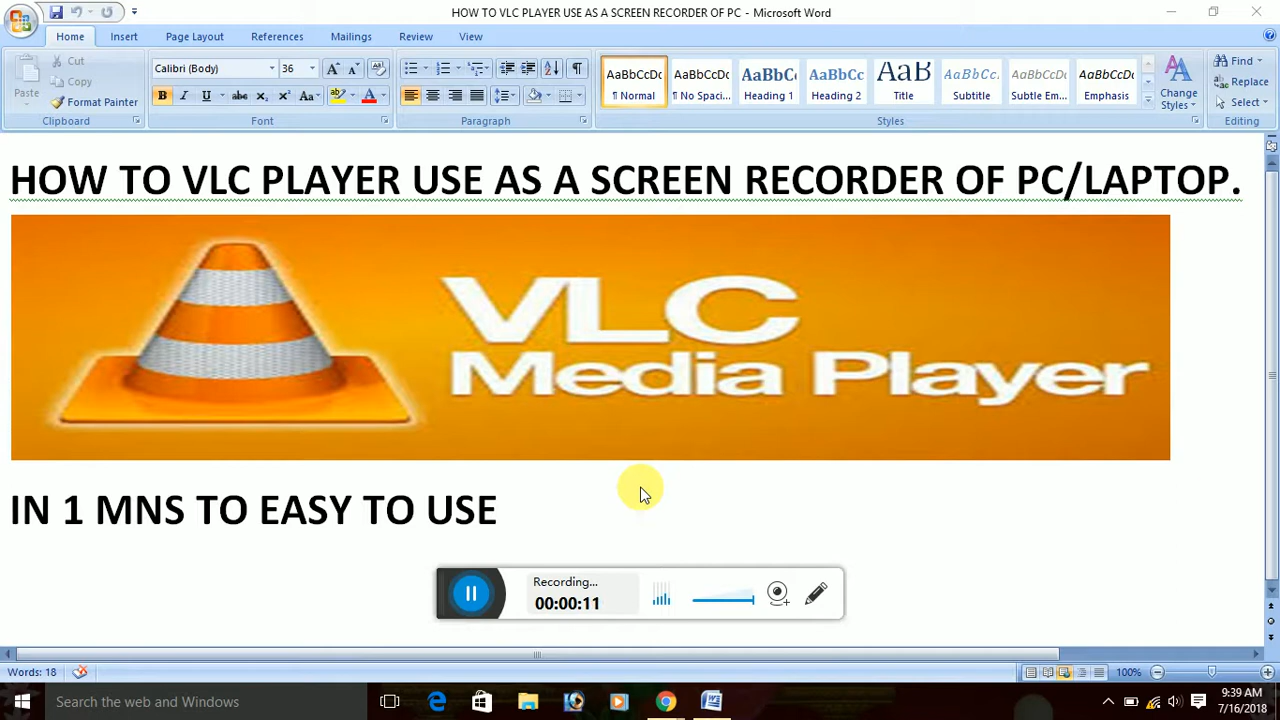 HOW TO VLC PLAYER USE AS A SCREEN RECORDER OF PC - Microsoft Word
Home Insert Page Layout References Mailings Review View
Cut
Copy
Paste
Format Painter
Clipboard
Calibri (Body) 36
Font
Paragraph
AaBbCcDc AaBbCcDc AaBbCc AaBbCc AaB AaBbCc. AaBbCcDc AaBbCcDc
¶ Normal ¶ No Spaci... Heading 1 Heading 2 Title Subtitle Subtle Em... Emphasis
Styles
Change Styles
Find
Replace
Select
Editing
HOW TO VLC PLAYER USE AS A SCREEN RECORDER OF PC/LAPTOP.
VLC
Media Player
IN 1 MNS TO EASY TO USE
Recording...
00:00:11
Words: 18
100%
Search the web and Windows
9:39 AM
7/16/2018